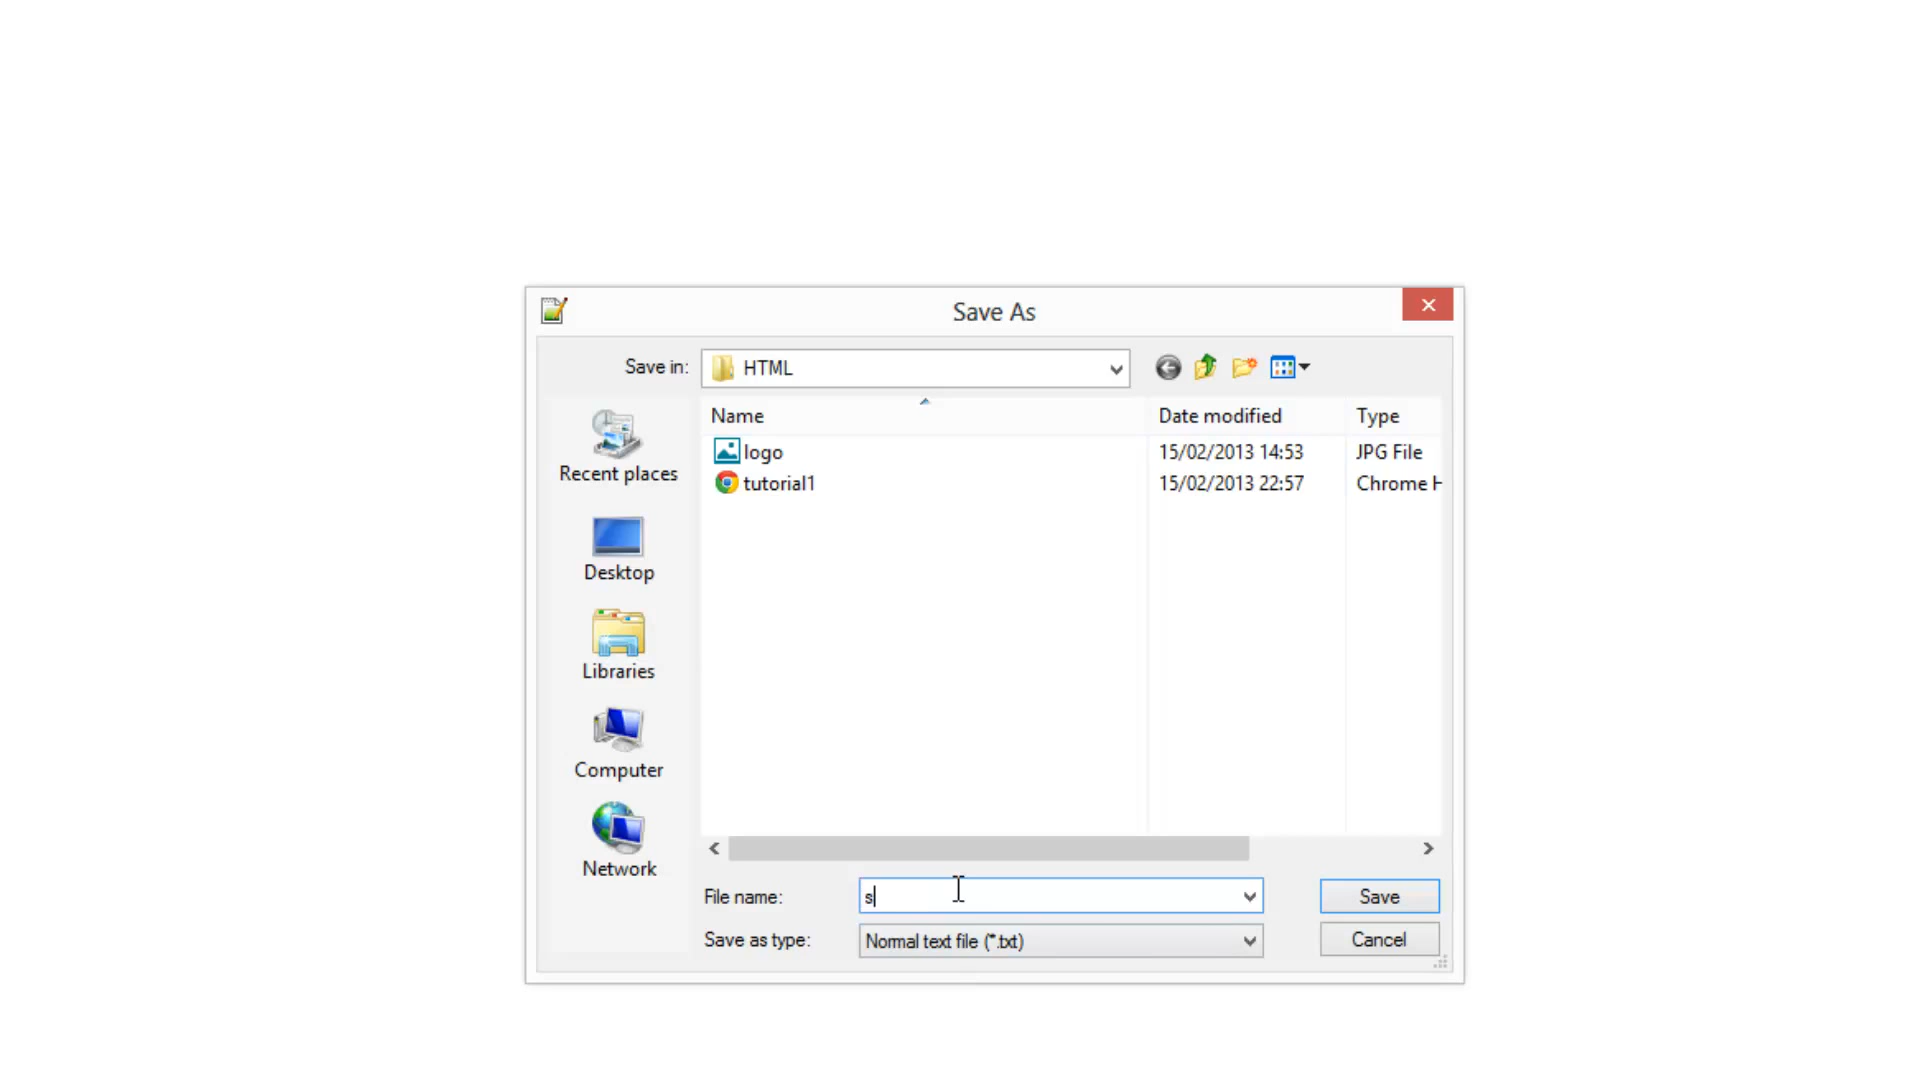 Save As
Save in: HTML
Name Date modified Type
logo 15/02/2013 14:53 JPG File
tutorial1 15/02/2013 22:57 Chrome H
Recent places
Desktop
Libraries
Computer
Network
File name: s Save
Save as type: Normal text file (*.txt) Cancel